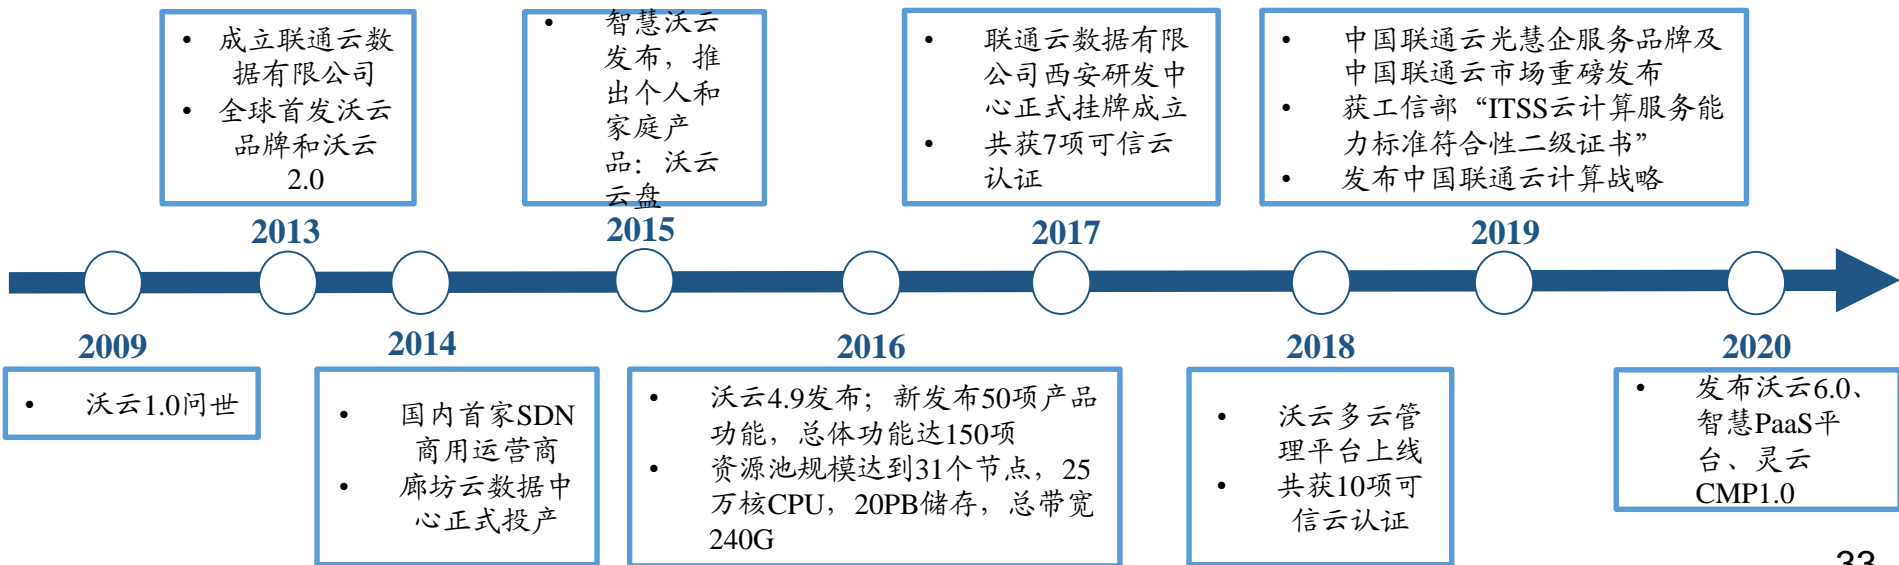 • 成立联通云数
据有限公司
• 全球首发沃云
品牌和沃云
2.0
2013
• 智慧沃云
发布，推
出个人和
家庭产
品：沃云
云盘
2015
• 联通云数据有限
公司西安研发中
心正式挂牌成立
• 共获7项可信云
认证
2017
• 中国联通云光慧企服务品牌及
中国联通云市场重磅发布
• 获工信部“ITSS云计算服务能
力标准符合性二级证书”
• 发布中国联通云计算战略
2019
2009
• 沃云1.0问世
2014
• 国内首家SDN
商用运营商
• 廊坊云数据中
心正式投产
2016
• 沃云4.9发布；新发布50项产品
功能，总体功能达150项
• 资源池规模达到31个节点，25
万核CPU，20PB储存，总带宽
240G
2018
• 沃云多云管
理平台上线
• 共获10项可
信云认证
2020
• 发布沃云6.0、
智慧PaaS平
台、灵云
CMP1.0
33